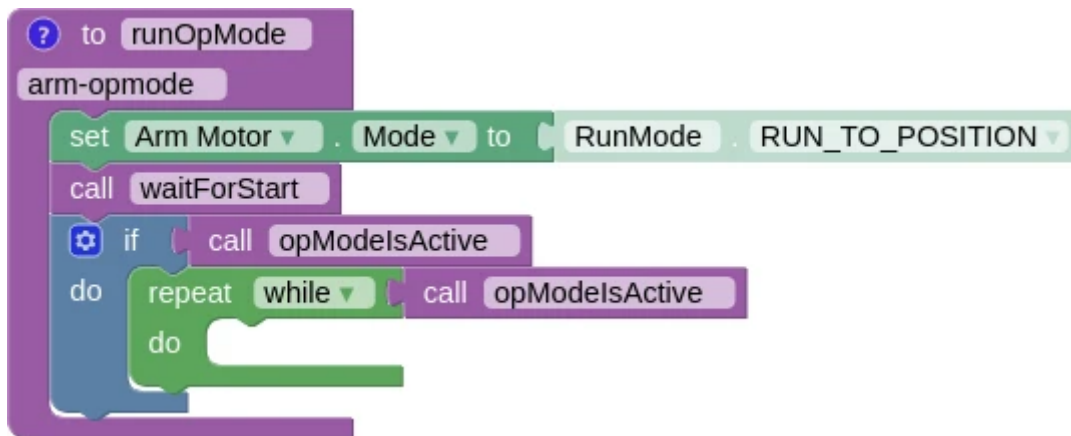 ? to runOpMode
arm-opmode
set Arm Motor ▾ . Mode ▾ to RunMode . RUN_TO_POSITION ▾
call waitForStart
if call opModeIsActive
do repeat while ▾ call opModeIsActive
do